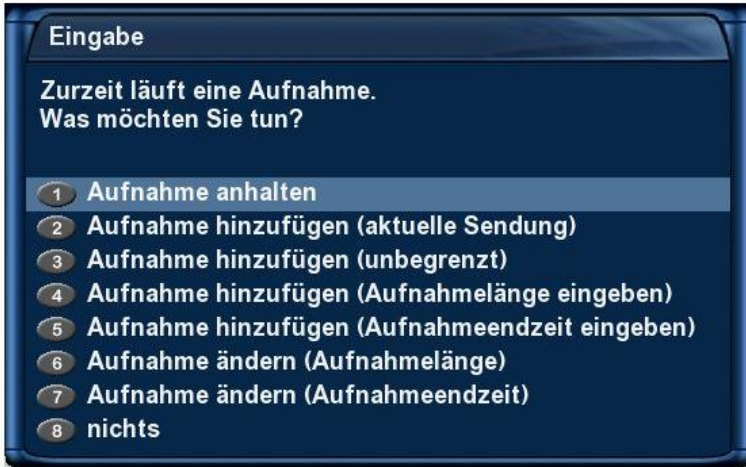 Eingabe
Zurzeit läuft eine Aufnahme.
Was möchten Sie tun?
1 Aufnahme anhalten
2 Aufnahme hinzufügen (aktuelle Sendung)
3 Aufnahme hinzufügen (unbegrenzt)
4 Aufnahme hinzufügen (Aufnahmelänge eingeben)
5 Aufnahme hinzufügen (Aufnahmeendzeit eingeben)
6 Aufnahme ändern (Aufnahmelänge)
7 Aufnahme ändern (Aufnahmeendzeit)
8 nichts